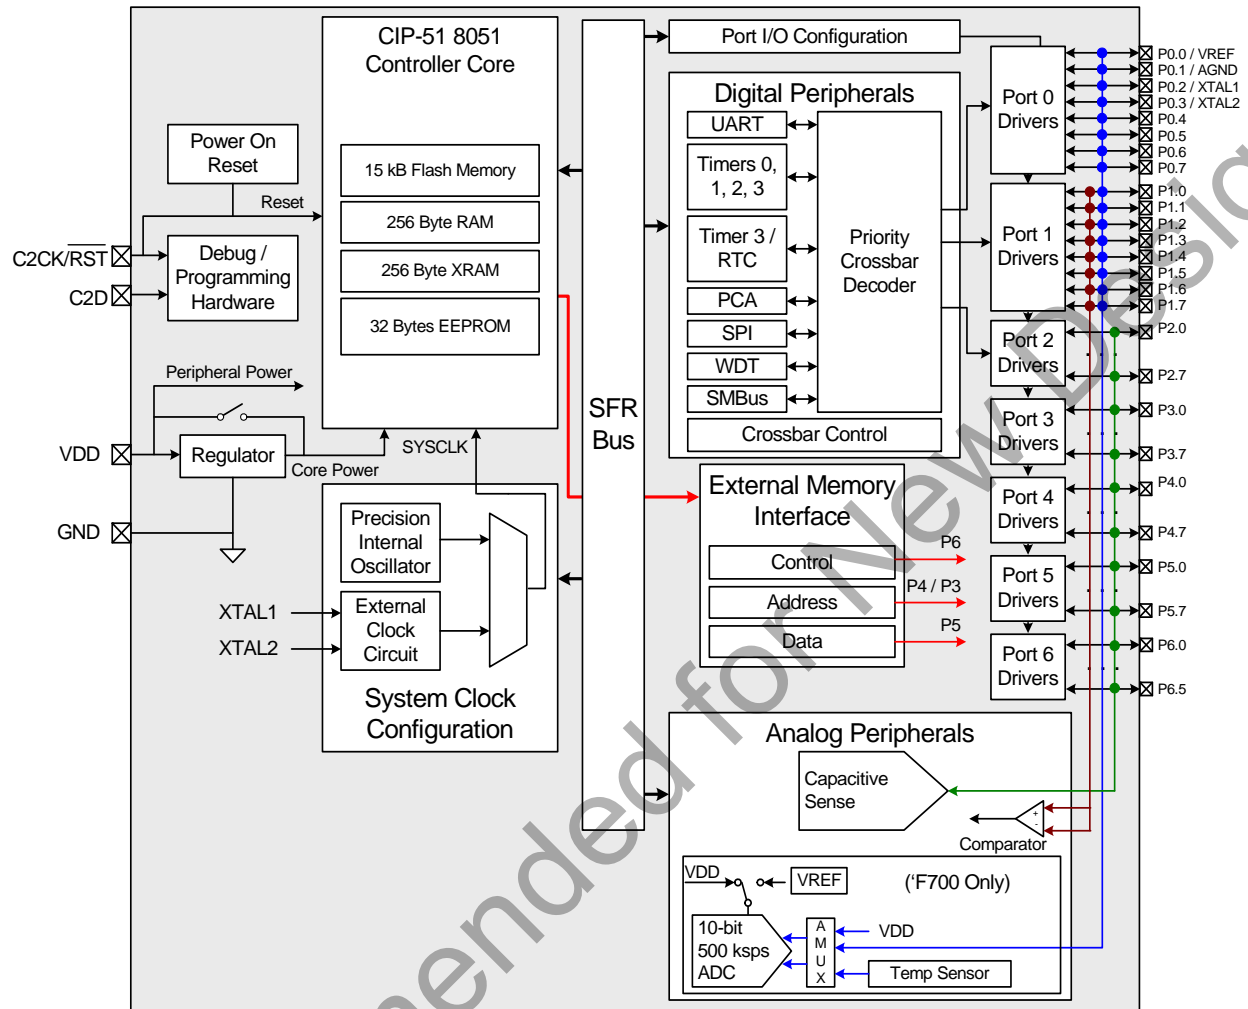 CIP-51 8051
Controller Core
15 kB Flash Memory
256 Byte RAM
256 Byte XRAM
32 Bytes EEPROM
Power On
Reset
Reset
C2CK/RST
C2D
Debug /
Programming
Hardware
Peripheral Power
VDD
Regulator
Core Power
GND
SYSCLK
Precision
Internal
Oscillator
XTAL1
XTAL2
External
Clock
Circuit
System Clock
Configuration
SFR
Bus
Port I/O Configuration
Digital Peripherals
UART
Timers 0,
1, 2, 3
Timer 3 /
RTC
PCA
SPI
WDT
SMBus
Priority
Crossbar
Decoder
Crossbar Control
External Memory
Interface
Control
Address
Data
P6
P4 / P3
P5
Port 0
Drivers
Port 1
Drivers
Port 2
Drivers
Port 3
Drivers
Port 4
Drivers
Port 5
Drivers
Port 6
Drivers
P0.0 / VREF
P0.1 / AGND
P0.2 / XTAL1
P0.3 / XTAL2
P0.4
P0.5
P0.6
P0.7
P1.0
P1.1
P1.2
P1.3
P1.4
P1.5
P1.6
P1.7
P2.0
P2.7
P3.0
P3.7
P4.0
P4.7
P5.0
P5.7
P6.0
P6.5
Analog Peripherals
Capacitive
Sense
+
-
Comparator
VDD
VREF
('F700 Only)
10-bit
500 ksps
ADC
A
M
U
X
VDD
Temp Sensor
mended for New Desig